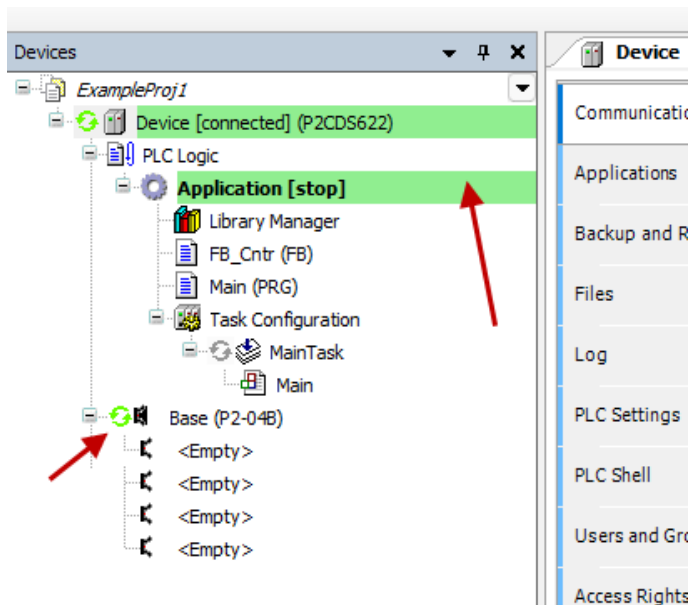 Devices
Device
ExampleProj1
Device [connected] (P2CDS622)
PLC Logic
Application [stop]
Library Manager
FB_Cntr (FB)
Main (PRG)
Task Configuration
MainTask
Main
Base (P2-04B)
<Empty>
<Empty>
<Empty>
<Empty>
Communicatio
Applications
Backup and R
Files
Log
PLC Settings
PLC Shell
Users and Gro
Access Rights